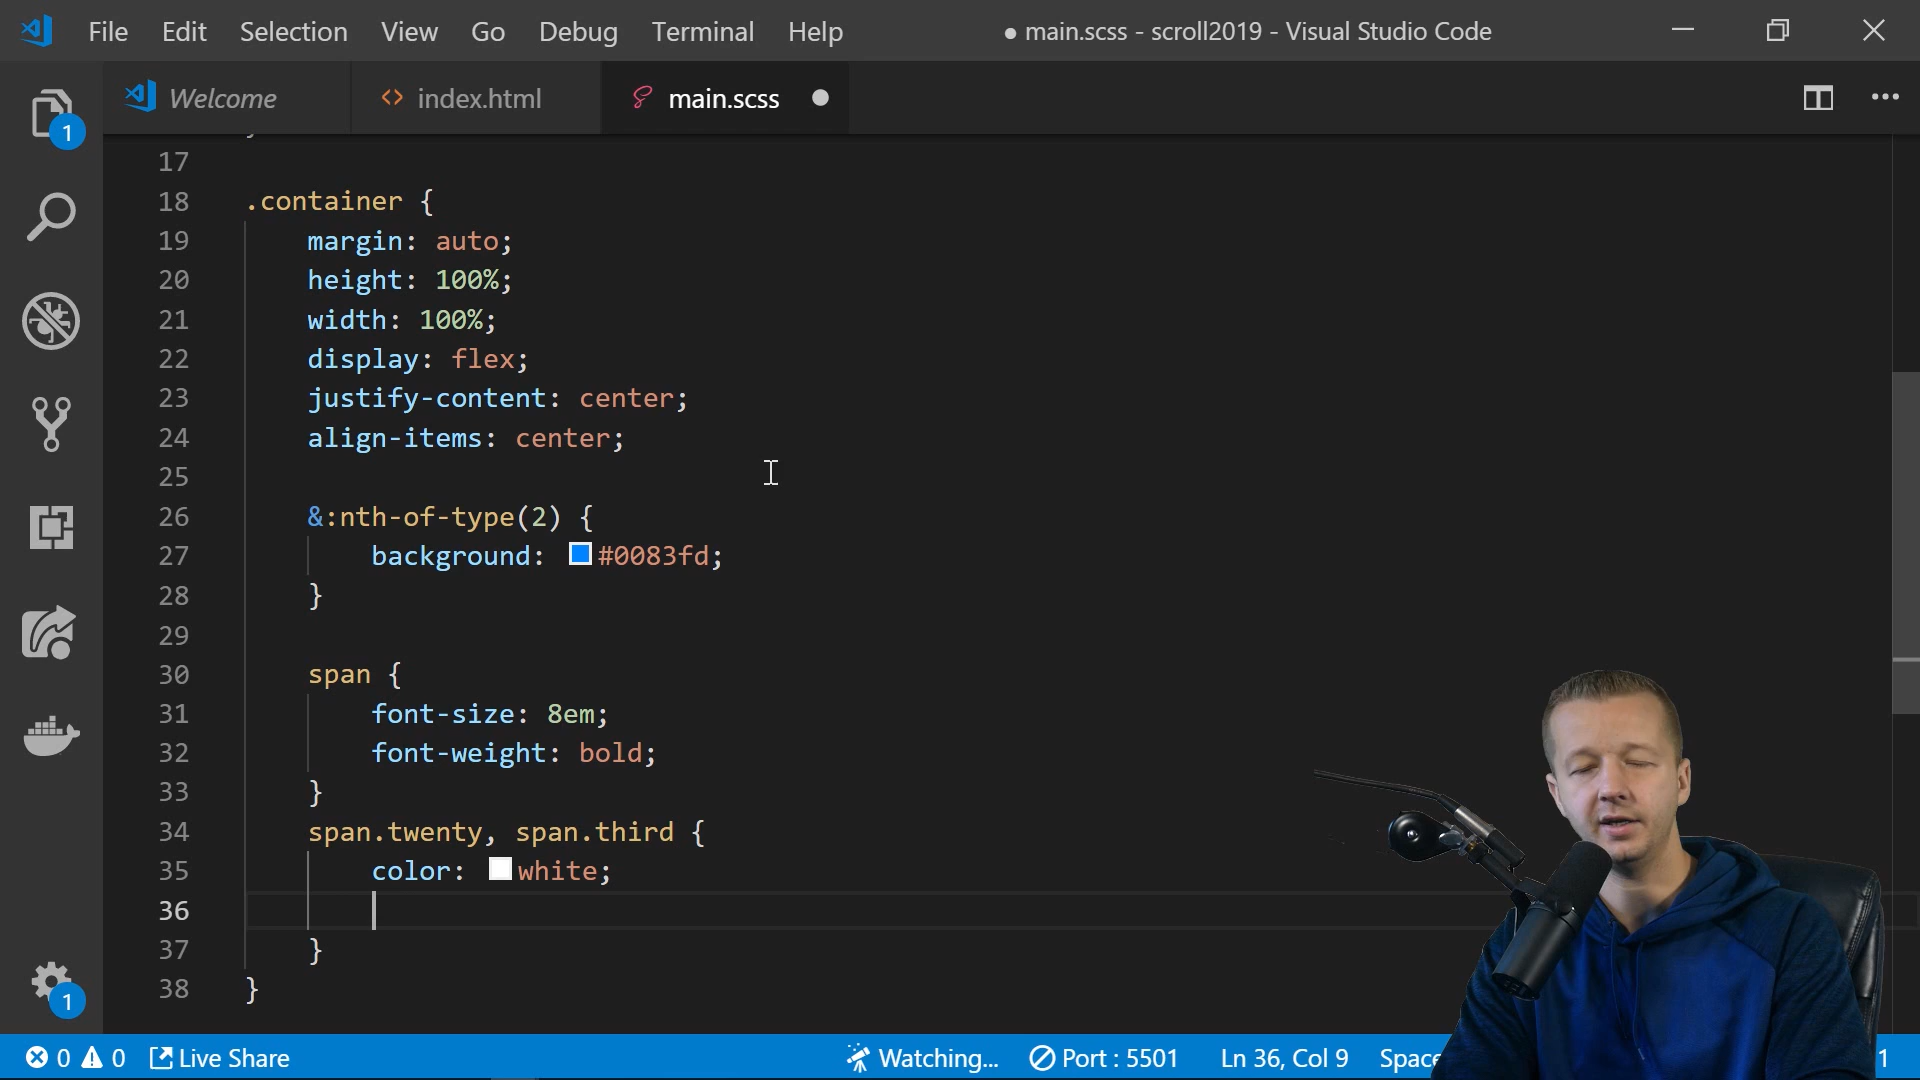 File Edit Selection View Go Debug Terminal Help ● main.scss - scroll2019 - Visual Studio Code
Welcome <> index.html main.scss ●
1
17
18 .container {
19 margin: auto;
20 height: 100%;
21 width: 100%;
22 display: flex;
23 justify-content: center;
24 align-items: center;
25
26 &:nth-of-type(2) {
27 background: #0083fd;
28 }
29
30 span {
31 font-size: 8em;
32 font-weight: bold;
33 }
34 span.twenty, span.third {
35 color: white;
36
37 }
38 }
1
0 0 Live Share Watching... Port : 5501 Ln 36, Col 9 1